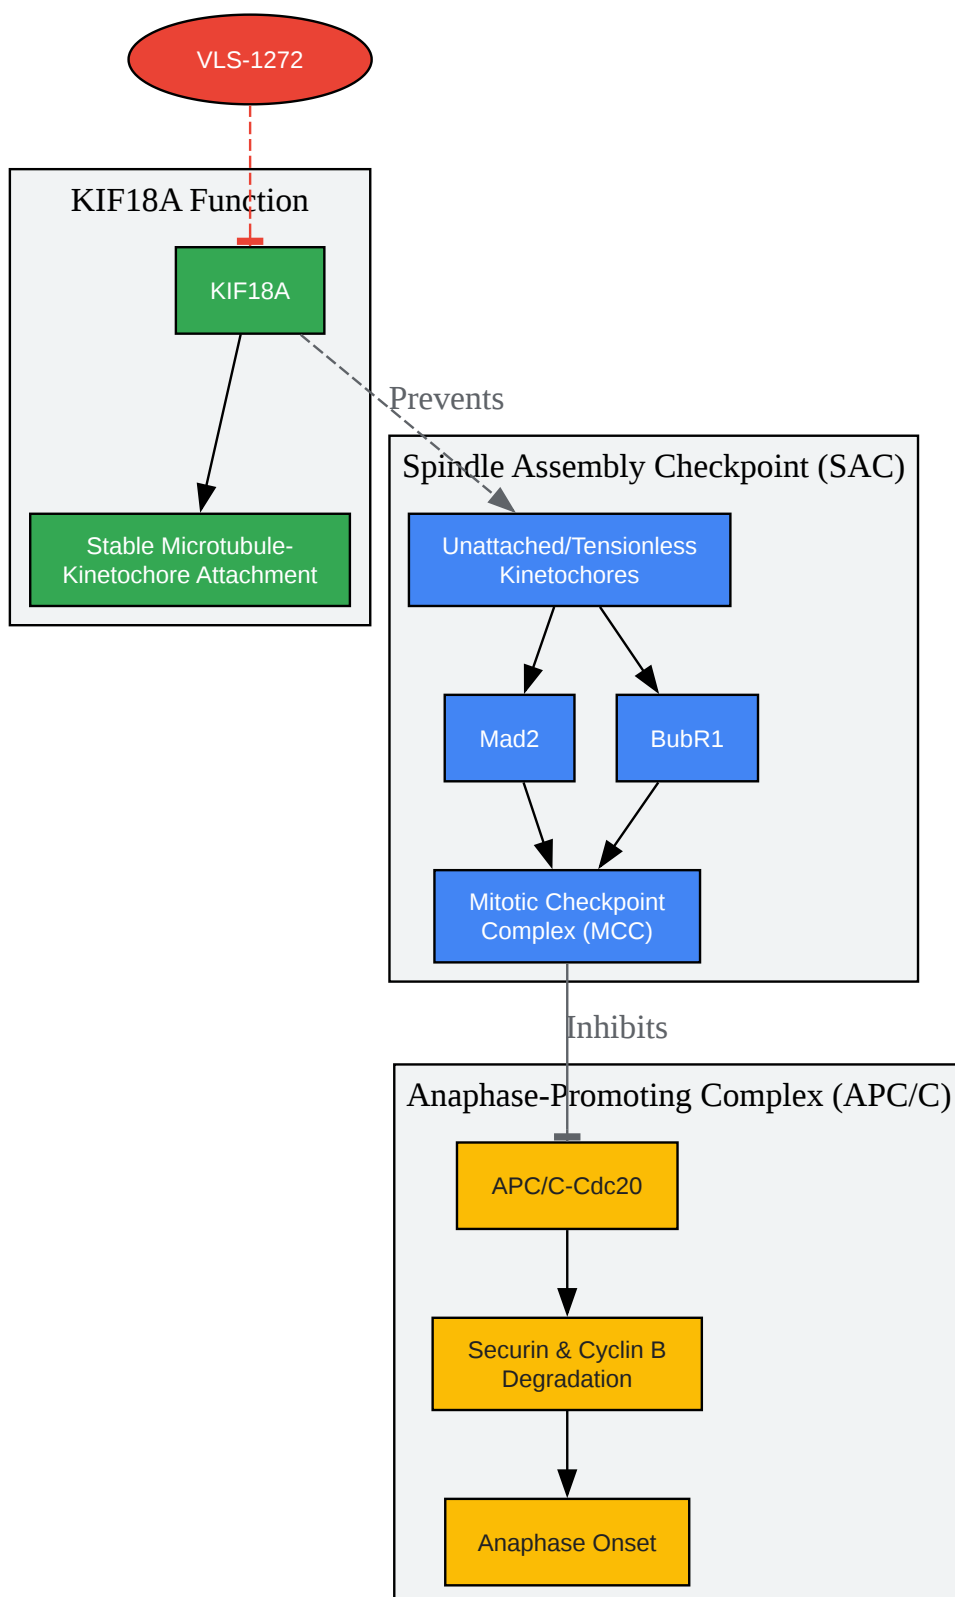 VLS-1272
KIF18A Function
KIF18A
Prevents
Spindle Assembly Checkpoint (SAC)
Stable Microtubule-
Kinetochore Attachment
Unattached/Tensionless
Kinetochores
Mad2
BubR1
Mitotic Checkpoint
Complex (MCC)
Inhibits
Anaphase-Promoting Complex (APC/C)
APC/C-Cdc20
Securin & Cyclin B
Degradation
Anaphase Onset